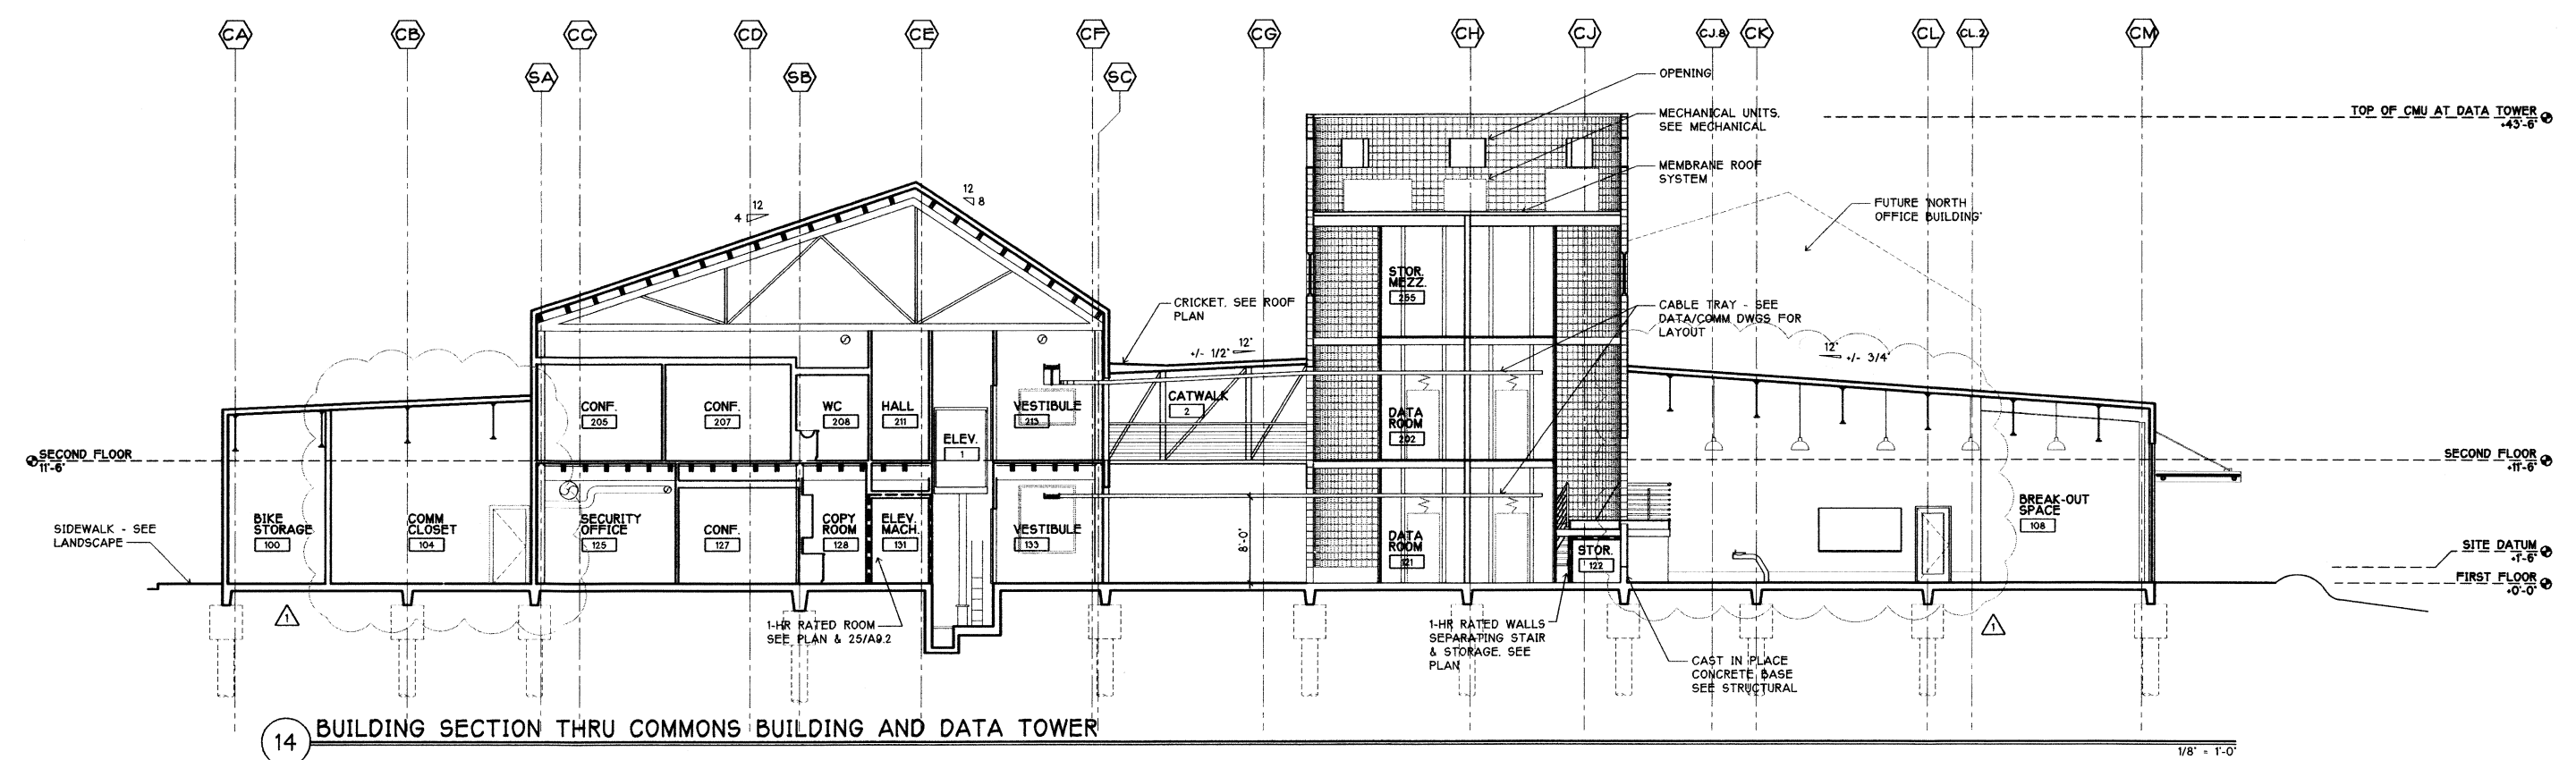 CA
CB
CC
CD
CE
CF
CG
CH
CJ
CJ.8
CK
CL
CL.2
CM
SA
SB
SC
OPENING
MECHANICAL UNITS,
SEE MECHANICAL
MEMBRANE ROOF
SYSTEM
TOP OF CMU AT DATA TOWER
+43'-6"
FUTURE 'NORTH
OFFICE BUILDING'
12
4
12
8
CRICKET, SEE ROOF
PLAN
+/- 1/2"
12"
STOR.
MEZZ.
255
CABLE TRAY - SEE
DATA/COMM DWGS FOR
LAYOUT
12"
+/- 3/4"
CONF.
205
CONF.
207
WC
208
HALL
211
ELEV.
1
VESTIBULE
213
CATWALK
2
DATA
ROOM
202
SECOND FLOOR
11'-6"
SECOND FLOOR
+11'-6"
SIDEWALK - SEE
LANDSCAPE
BIKE
STORAGE
100
COMM
CLOSET
104
SECURITY
OFFICE
125
CONF.
127
COPY
ROOM
128
ELEV.
MACH.
131
VESTIBULE
133
8'-0"
DATA
ROOM
121
STOR.
122
BREAK-OUT
SPACE
108
SITE DATUM
+1'-6"
FIRST FLOOR
+0'-0"
1
1-HR RATED ROOM
SEE PLAN & 25/A9.2
1-HR RATED WALLS
SEPARATING STAIR
& STORAGE, SEE
PLAN
CAST IN PLACE
CONCRETE BASE
SEE STRUCTURAL
1
14
BUILDING SECTION THRU COMMONS BUILDING AND DATA TOWER
1/8" = 1'-0"